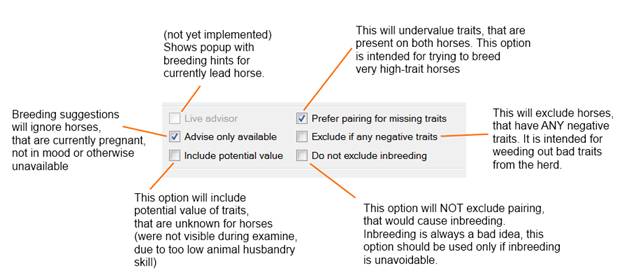 (not yet implemented)
Shows popup with
breeding hints for
currently lead horse.
This will undervalue traits, that are
present on both horses. This option
is intended for trying to breed
very high-trait horses
Breeding suggestions
will ignore horses,
that are currently pregnant,
not in mood or otherwise
unavailable
Live advisor
Advise only available
Include potential value
Prefer pairing for missing traits
Exclude if any negative traits
Do not exclude inbreeding
This will exclude horses,
that have ANY negative
traits. It is intended for
weeding out bad traits
from the herd.
This option will include
potential value of traits,
that are unknown for horses
(were not visible during examine,
due to too low animal husbandry
skill)
This option will NOT exclude pairing,
that would cause inbreeding.
Inbreeding is always a bad idea, this
option should be used only if inbreeding
is unavoidable.